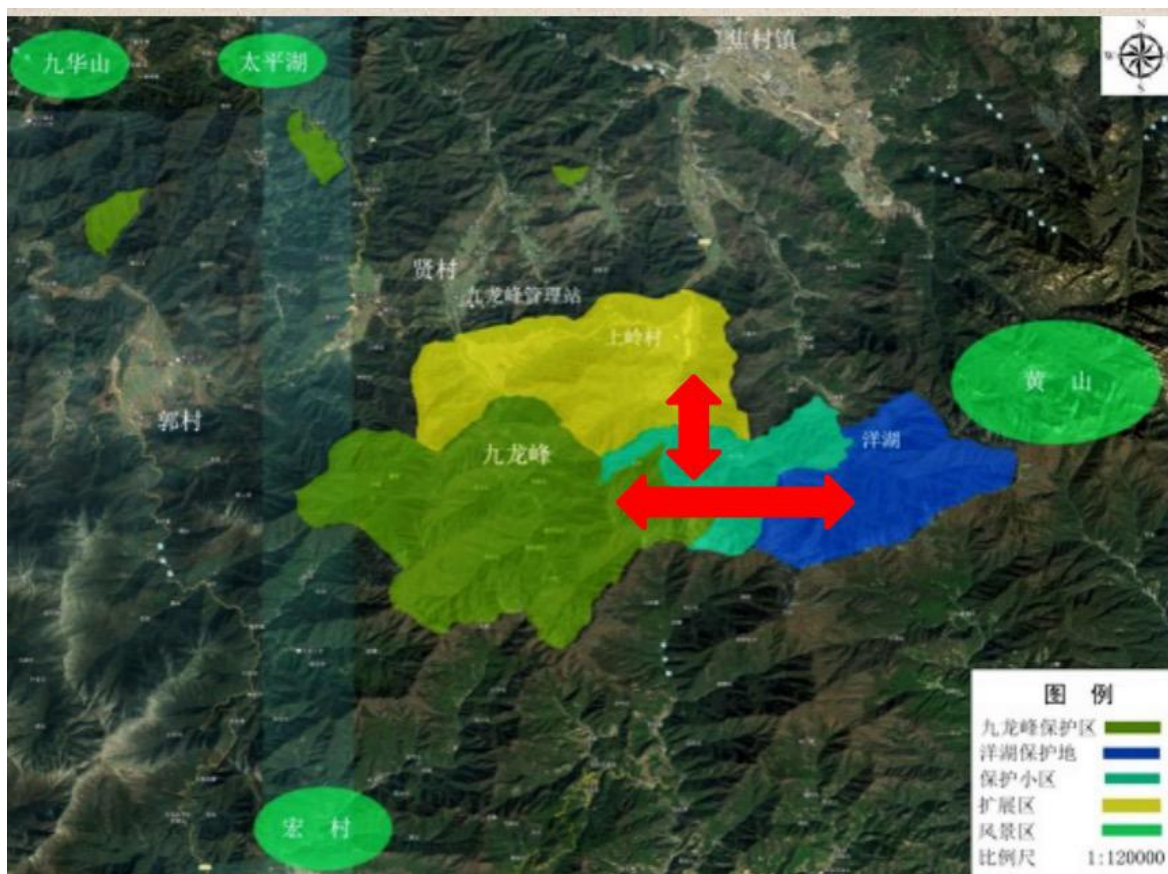 九华山
太平湖
焦村镇
N
S
贤村
九龙峰管理站
上岭村
黄 山
郭村
九龙峰
洋湖
宏 村
图 例
九龙峰保护区
洋湖保护地
保护小区
扩展区
风景区
比例尺 1:120000